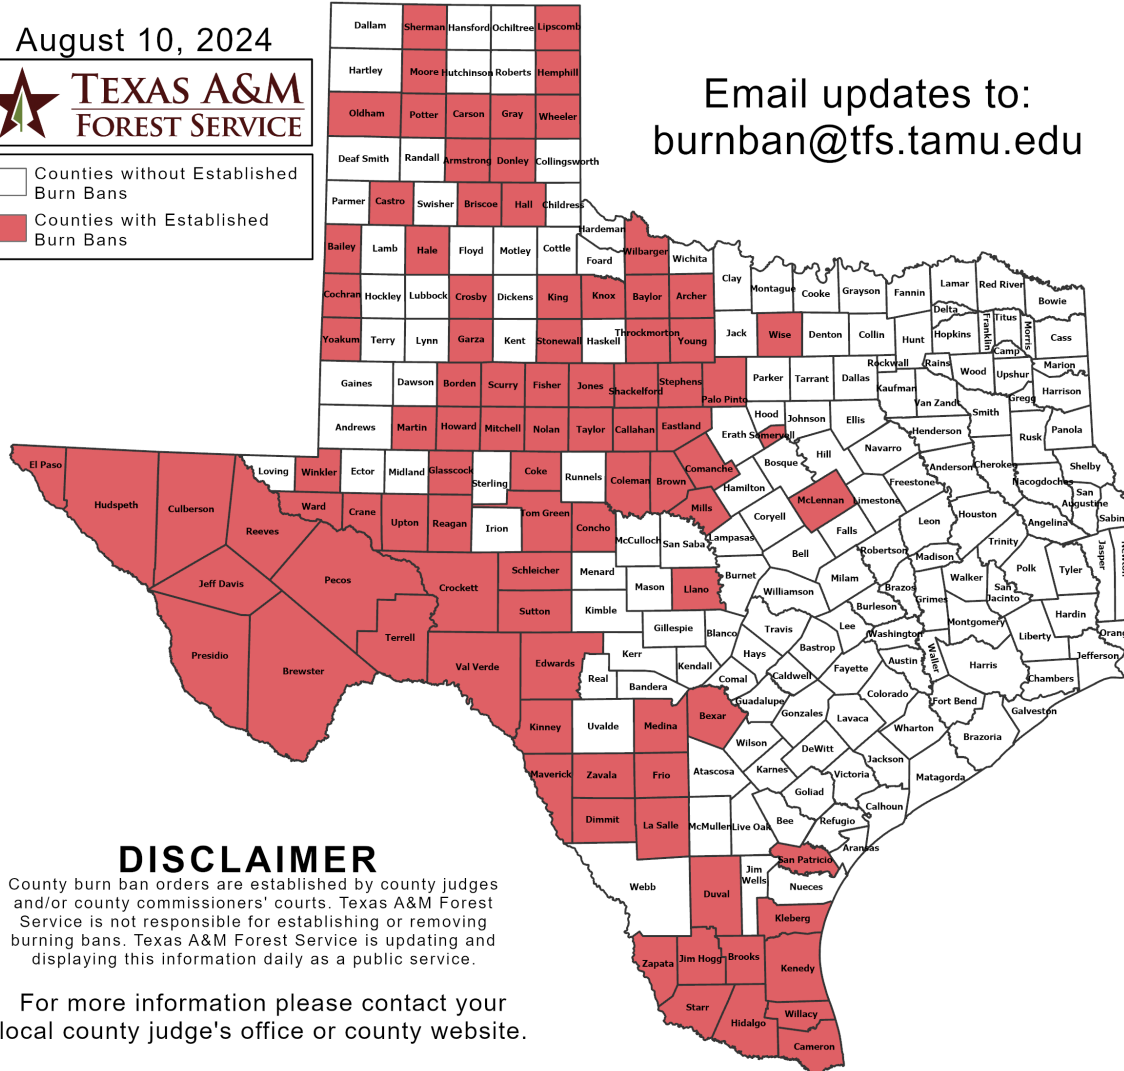 August 10, 2024
TEXAS A&M
FOREST SERVICE
Counties without Established
Burn Bans
Counties with Established
Burn Bans
Email updates to:
burnban@tfs.tamu.edu
Dallam Sherman Hansford Ochiltree Lipscomb
Hartley Moore Hutchinson Roberts Hemphill
Oldham Potter Carson Gray Wheeler
Deaf Smith Randall Armstrong Donley Collingsworth
Parmer Castro Swisher Briscoe Hall Childress
Hardeman
Bailey Lamb Hale Floyd Motley Cottle Foard Wilbarger Wichita
Clay Montague Cooke Grayson Fannin Lamar Red River Bowie
Cochran Hockley Lubbock Crosby Dickens King Knox Baylor Archer
Delta Titus Franklin Morris
Yoakum Terry Lynn Garza Kent Stonewall Haskell Throckmorton Young Jack Wise Denton Collin Hunt Hopkins Cass
Camp
Rockwall Rains Wood Upshur Marion
Gaines Dawson Borden Scurry Fisher Jones Shackelford Stephens Palo Pinto Parker Tarrant Dallas Kaufman Van Zandt Gregg Harrison
Andrews Martin Howard Mitchell Nolan Taylor Callahan Eastland Erath Hood Somervell Johnson Ellis Henderson Smith Rusk Panola
Navarro Hill Bosque
El Paso Hudspeth Culberson Reeves Loving Winkler Ector Midland Glasscock Sterling Coke Runnels Coleman Brown Comanche Hamilton Freestone Anderson Cherokee Nacogdoches Shelby
San
Augustine Sabin
Ward Crane Upton Reagan Irion Tom Green Concho Mills McLennan Limestone Leon Houston Angelina
McCulloch San Saba Lampasas Coryell Falls Robertson Madison Trinity Jasper Newton
Jeff Davis Pecos Crockett Schleicher Menard Mason Llano Burnet Bell Milam Brazos Grimes Walker San
Jacinto Polk Tyler
Sutton Kimble Williamson Burleson Montgomery Liberty Hardin
Presidio Brewster Terrell Val Verde Edwards Gillespie Blanco Travis Lee Washington Waller Harris Orang
Kerr Kendall Hays Bastrop Austin Jefferson
Real Bandera Comal Caldwell Fayette Chambers
Guadalupe Colorado Fort Bend Galveston
Kinney Uvalde Medina Bexar Gonzales Lavaca Wharton Brazoria
Wilson DeWitt Jackson Matagorda
Maverick Zavala Frio Atascosa Karnes Victoria
Goliad Calhoun
Dimmit La Salle McMullen Live Oak Bee Refugio
Aransas
San Patricio
Webb Duval Jim
Wells Nueces
Kleberg
Zapata Jim Hogg Brooks Kenedy
Starr Hidalgo Willacy
Cameron
DISCLAIMER
County burn ban orders are established by county judges
and/or county commissioners' courts. Texas A&M Forest
Service is not responsible for establishing or removing
burning bans. Texas A&M Forest Service is updating and
displaying this information daily as a public service.
For more information please contact your
local county judge's office or county website.